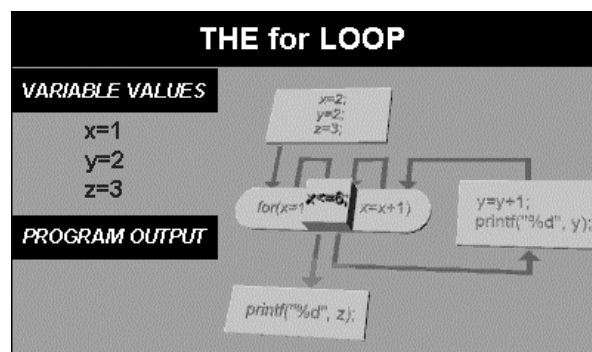 THE for LOOP
VARIABLE VALUES
x=1
y=2
z=3
PROGRAM OUTPUT
x=2;
y=2;
z=3;
for(x=1 x<=6; x=x+1)
y=y+1;
printf("%d", y);
printf("%d", z);